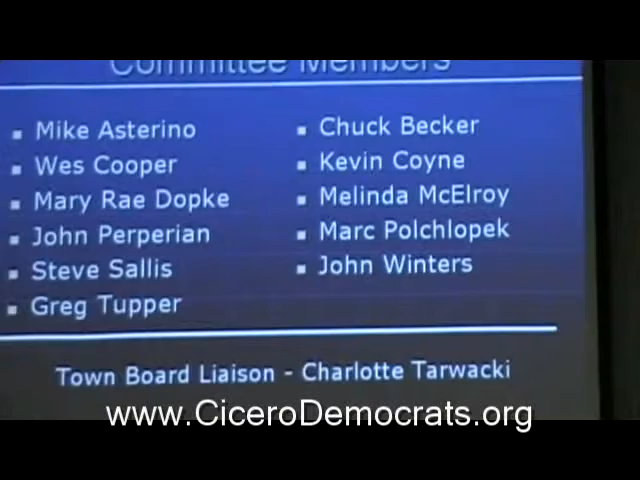 Committee Members
Mike Asterino
Wes Cooper
Mary Rae Dopke
John Perperian
Steve Sallis
Greg Tupper
Chuck Becker
Kevin Coyne
Melinda McElroy
Marc Polchlopek
John Winters
Town Board Liaison - Charlotte Tarwacki
www.CiceroDemocrats.org